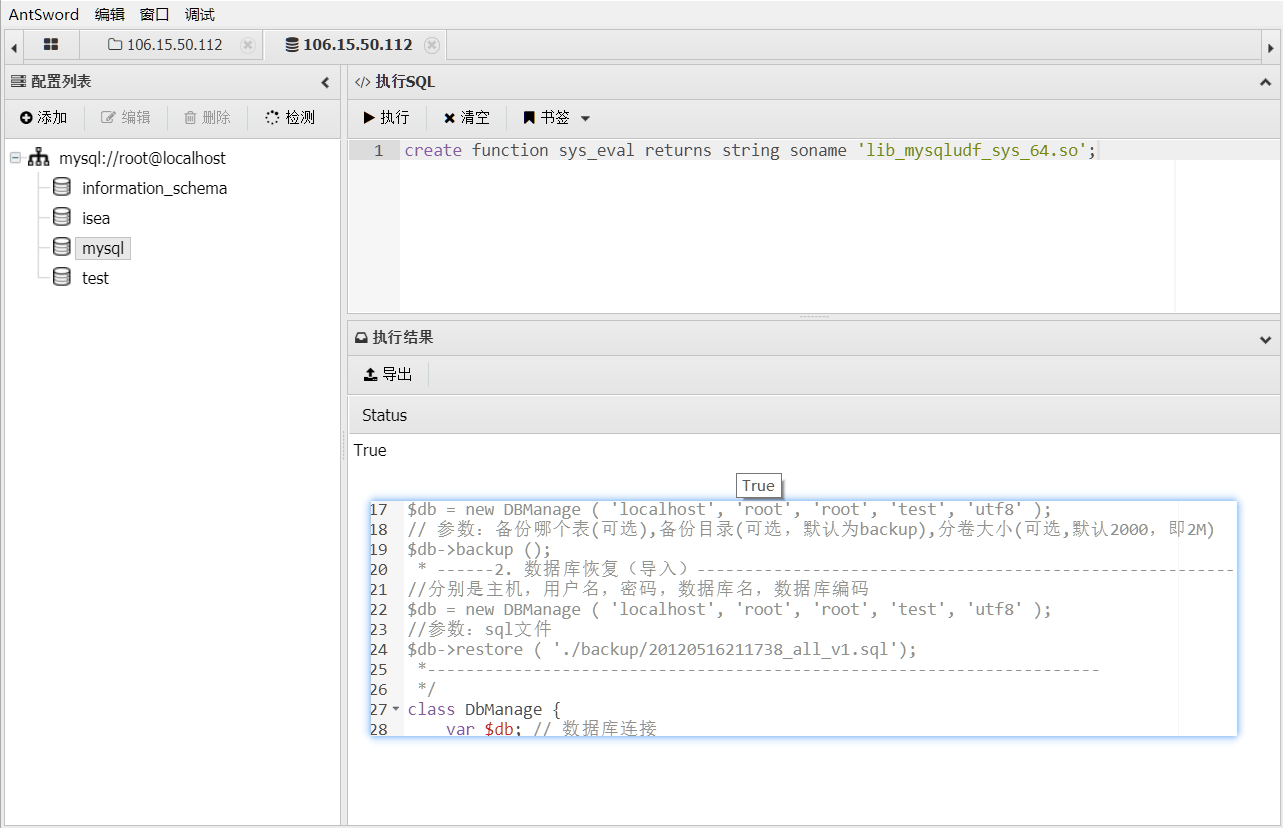 AntSword 编辑 窗口 调试
106.15.50.112 106.15.50.112
配置列表
添加 编辑 删除 检测
mysql://root@localhost
information_schema
isea
mysql
test
</> 执行SQL
执行 清空 书签
1 create function sys_eval returns string soname 'lib_mysqludf_sys_64.so';
执行结果
导出
Status
True
True
17 $db = new DBManage ( 'localhost', 'root', 'root', 'test', 'utf8' );
18 // 参数：备份哪个表(可选),备份目录(可选，默认为backup),分卷大小(可选,默认2000，即2M)
19 $db->backup ();
20 * ------2. 数据库恢复（导入）--------------------------------------------------------
21 //分别是主机，用户名，密码，数据库名，数据库编码
22 $db = new DBManage ( 'localhost', 'root', 'root', 'test', 'utf8' );
23 //参数：sql文件
24 $db->restore ( './backup/20120516211738_all_v1.sql');
25 *----------------------------------------------------------------------
26 */
27 class DbManage {
28 var $db; // 数据库连接